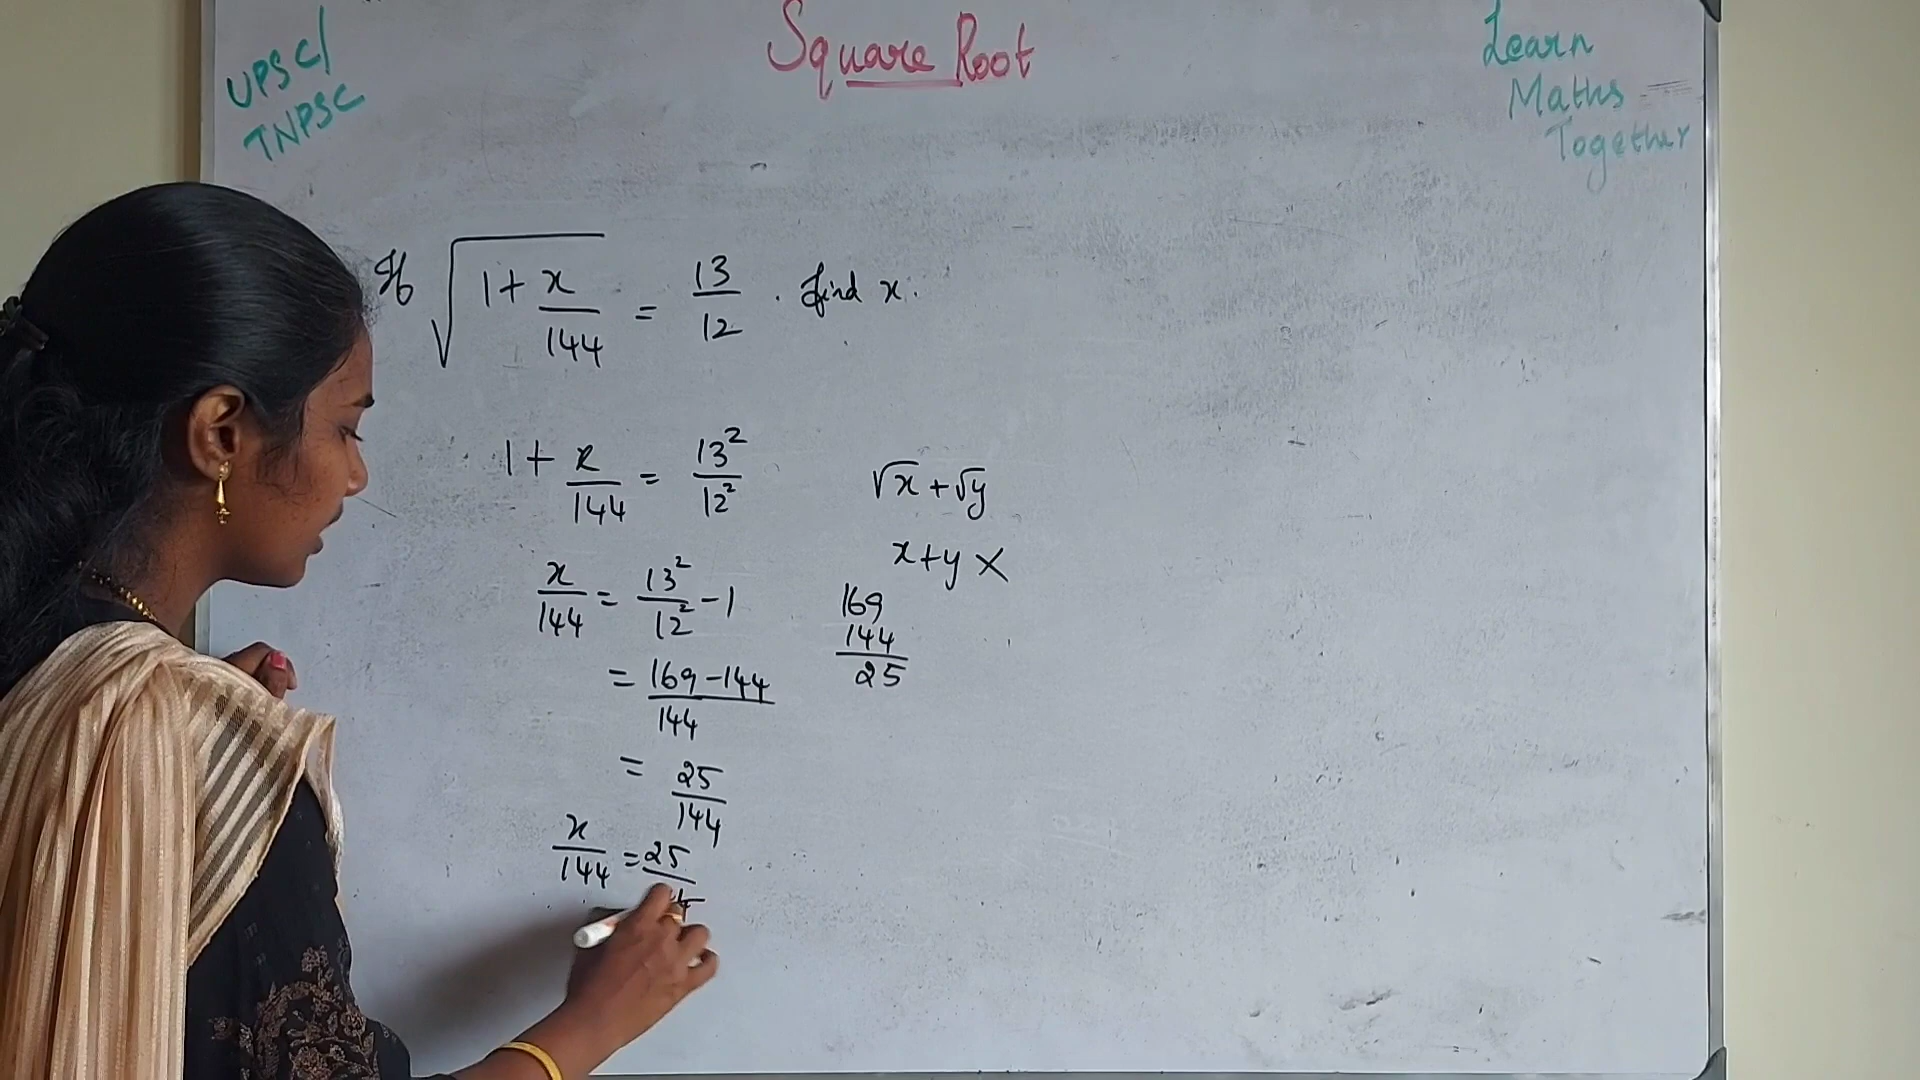 UPSC/
TNPSC
Square Root
Learn
Maths
Together
If √(1 + x/144) = 13/12 . find x.
1 + x/144 = 13²/12²
x/144 = 13²/12² - 1
= 169 - 144/144
= 25/144
x/144 = 25/
√x + √y
x + y ×
169
144
25